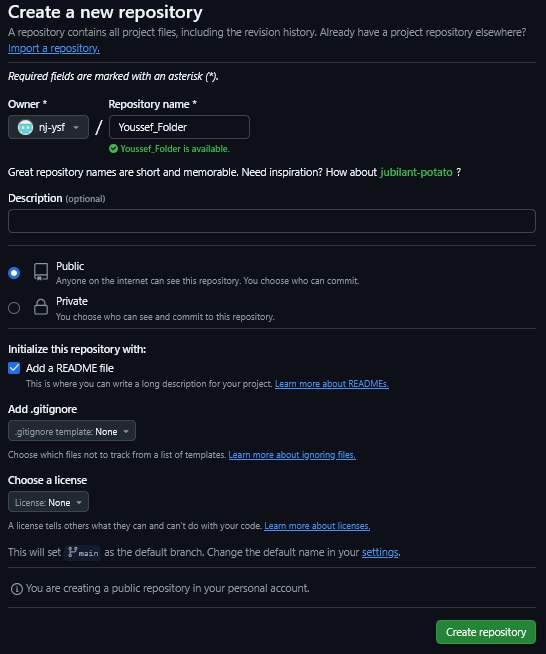 Create a new repository
A repository contains all project files, including the revision history. Already have a project repository elsewhere?
Import a repository.
Required fields are marked with an asterisk (*).
Owner * Repository name *
nj-ysf / Youssef_Folder
Youssef_Folder is available.
Great repository names are short and memorable. Need inspiration? How about jubilant-potato ?
Description (optional)
Public
Anyone on the internet can see this repository. You choose who can commit.
Private
You choose who can see and commit to this repository.
Initialize this repository with:
Add a README file
This is where you can write a long description for your project. Learn more about READMEs.
Add .gitignore
.gitignore template: None
Choose which files not to track from a list of templates. Learn more about ignoring files.
Choose a license
License: None
A license tells others what they can and can't do with your code. Learn more about licenses.
This will set main as the default branch. Change the default name in your settings.
You are creating a public repository in your personal account.
Create repository